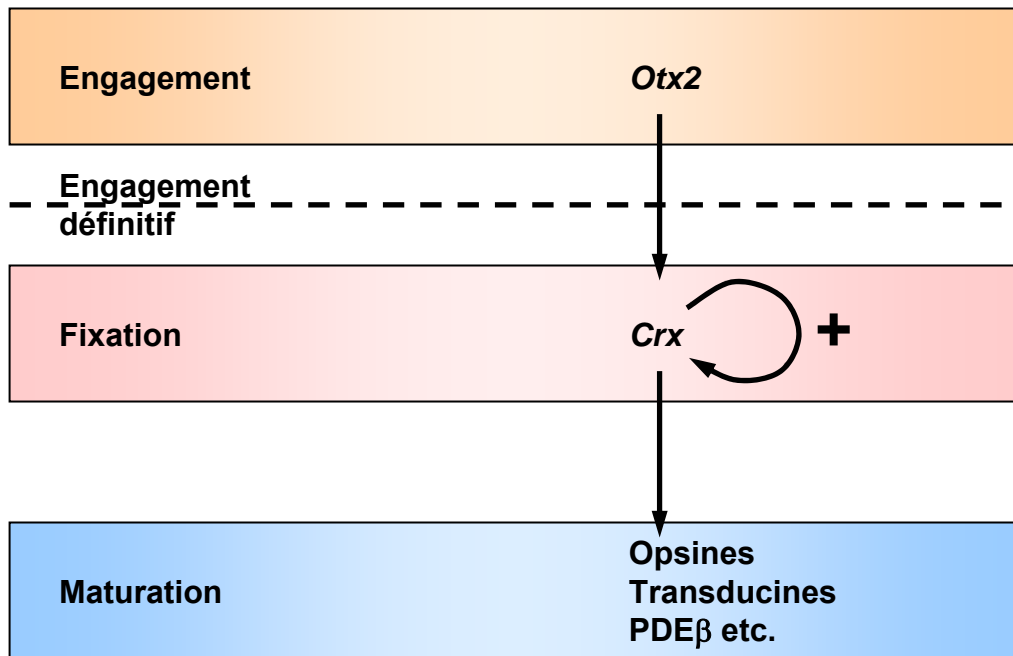 Engagement
Otx2
Engagement
définitif
Fixation
Crx
+
Maturation
Opsines
Transducines
PDEβ etc.